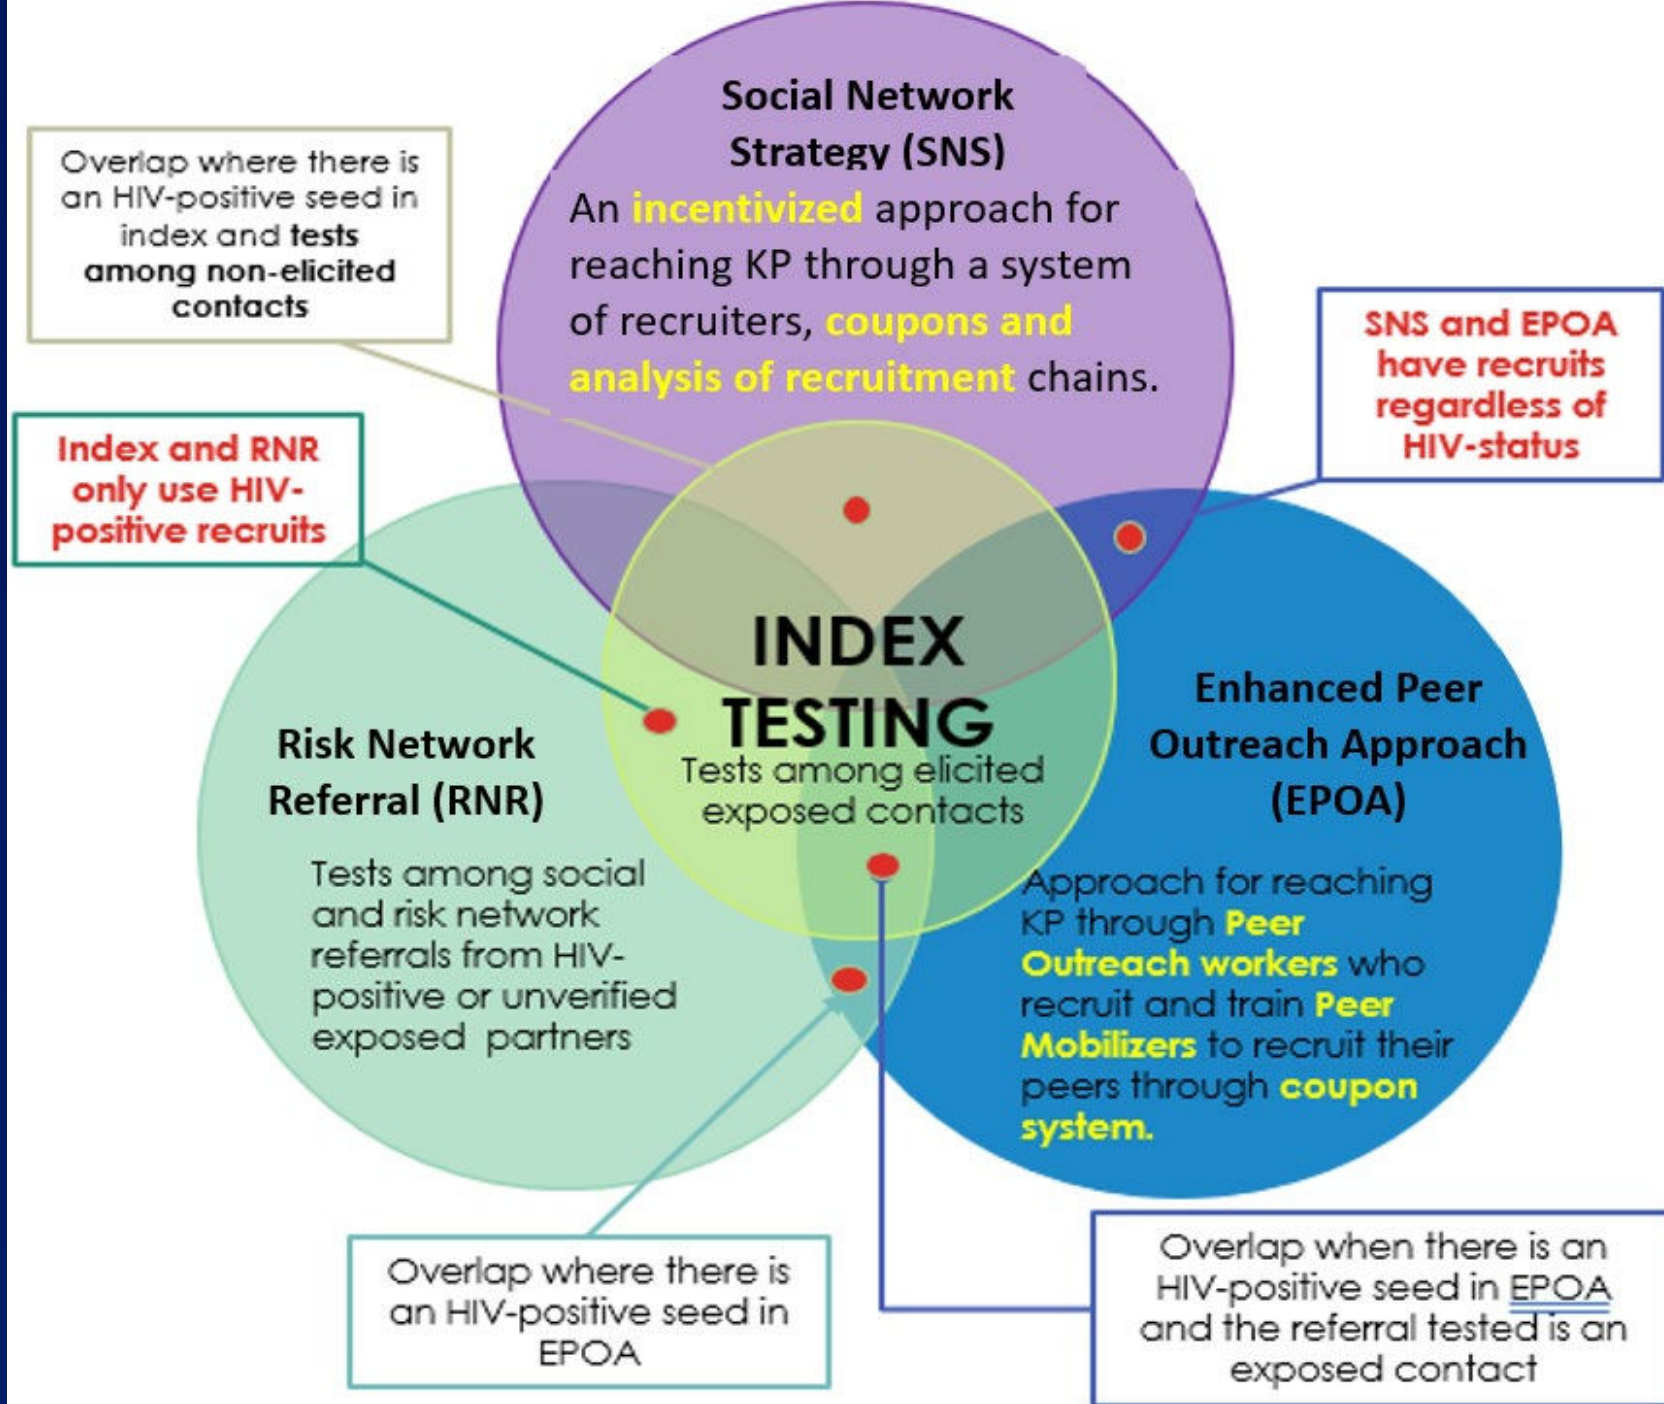 Social Network
Strategy (SNS)
An incentivized approach for
reaching KP through a system
of recruiters, coupons and
analysis of recruitment chains.
Overlap where there is
an HIV-positive seed in
index and tests
among non-elicited
contacts
SNS and EPOA
have recruits
regardless of
HIV-status
Index and RNR
only use HIV-
positive recruits
INDEX
TESTING
Tests among elicited
exposed contacts
Risk Network
Referral (RNR)
Tests among social
and risk network
referrals from HIV-
positive or unverified
exposed partners
Enhanced Peer
Outreach Approach
(EPOA)
Approach for reaching
KP through Peer
Outreach workers who
recruit and train Peer
Mobilizers to recruit their
peers through coupon
system.
Overlap where there is
an HIV-positive seed in
EPOA
Overlap when there is an
HIV-positive seed in EPOA
and the referral tested is an
exposed contact